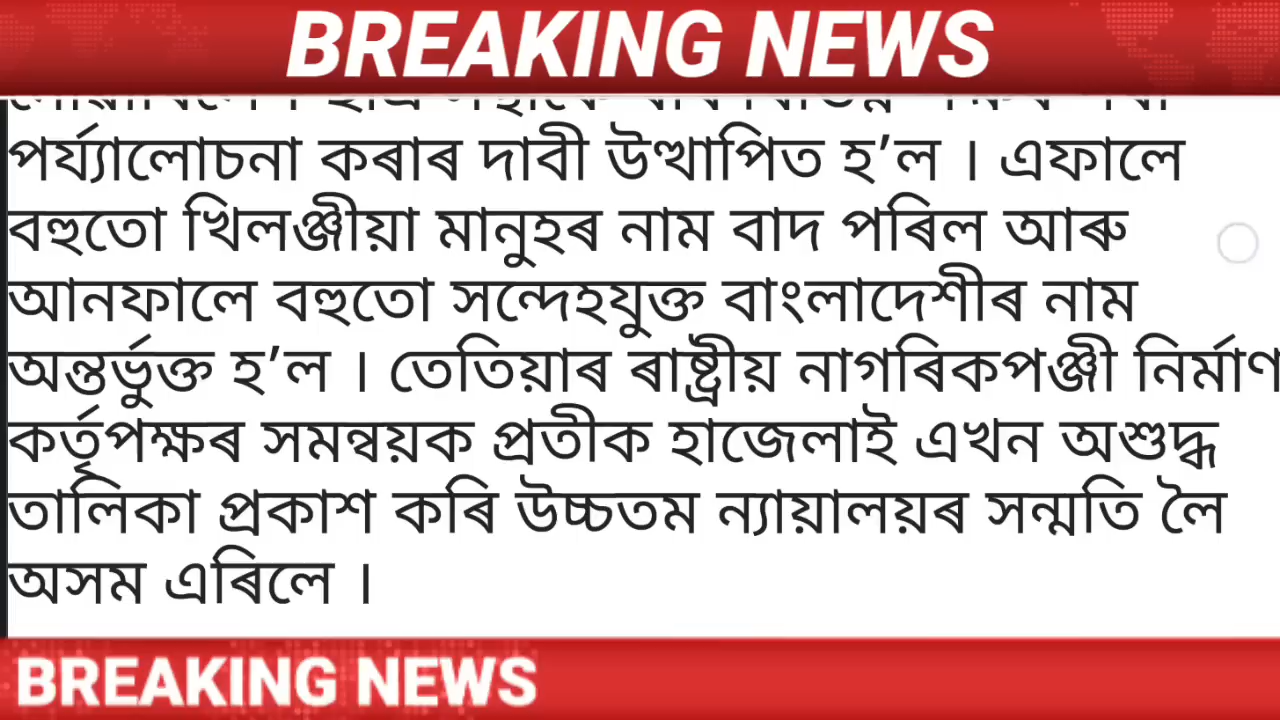 BREAKING NEWS
পৰ্য্যালোচনা কৰাৰ দাবী উত্থাপিত হ’ল । এফালে
বহুতো খিলঞ্জীয়া মানুহৰ নাম বাদ পৰিল আৰু
আনফালে বহুতো সন্দেহযুক্ত বাংলাদেশীৰ নাম
অন্তৰ্ভুক্ত হ’ল । তেতিয়াৰ ৰাষ্ট্ৰীয় নাগৰিকপঞ্জী নিৰ্মাণ
কৰ্তৃপক্ষৰ সমন্বয়ক প্ৰতীক হাজেলাই এখন অশুদ্ধ
তালিকা প্ৰকাশ কৰি উচ্চতম ন্যায়ালয়ৰ সন্মতি লৈ
অসম এৰিলে ।
BREAKING NEWS